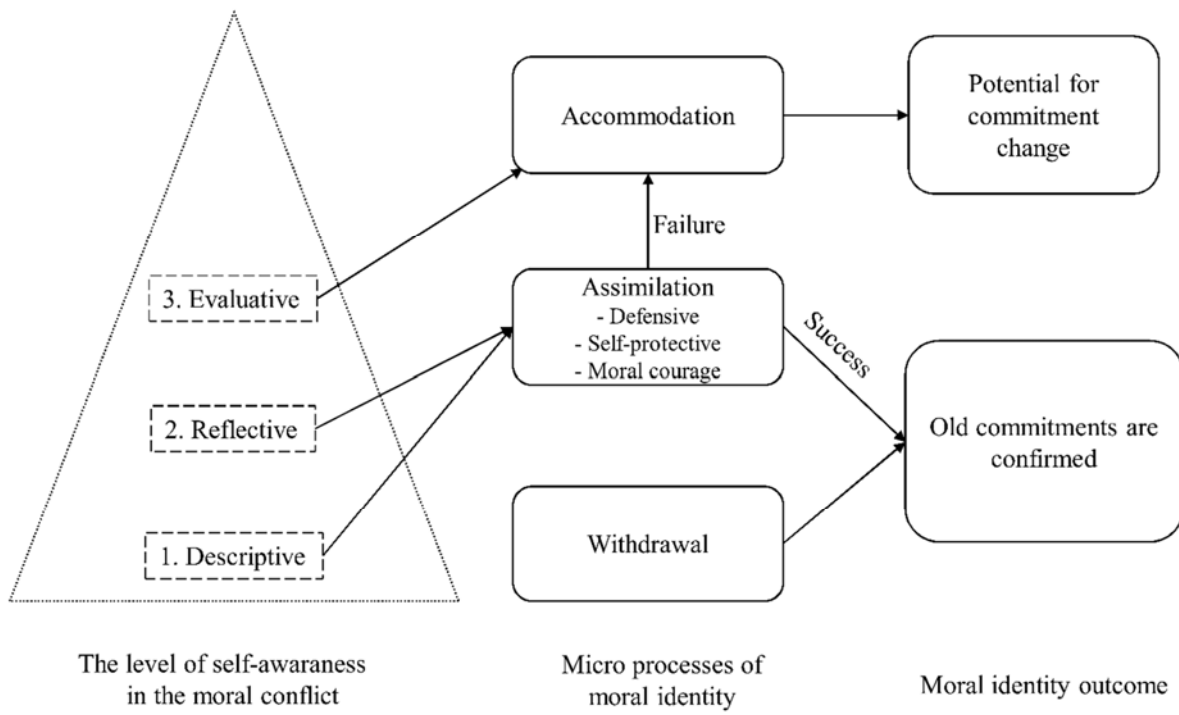 Accommodation
Potential for
commitment
change
Failure
3. Evaluative
Assimilation
- Defensive
- Self-protective
- Moral courage
Success
2. Reflective
Old commitments are
confirmed
1. Descriptive
Withdrawal
The level of self-awaraness
in the moral conflict
Micro processes of
moral identity
Moral identity outcome